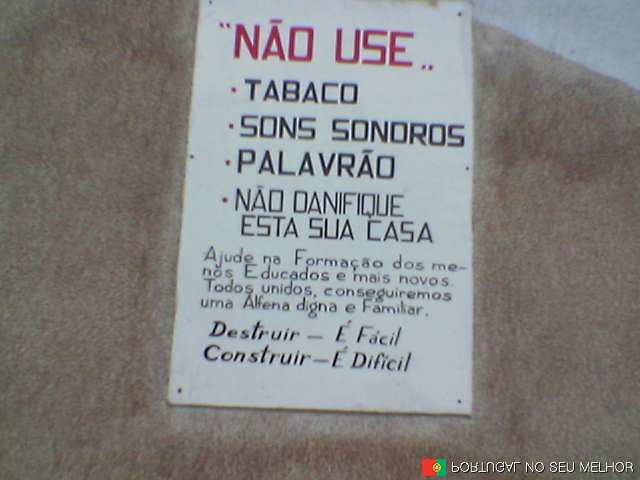 "NÃO USE„
• TABACO
• SONS SONOROS
• PALAVRÃO
• NÃO DANIFIQUE
ESTA SUA CASA
Ajude na Formação dos me-
nos Educados e mais novos.
Todos unidos, conseguiremos
uma Alfena digna e Familiar.
Destruir – É Fácil
Construir – É Dificil
PORTUGAL NO SEU MELHOR